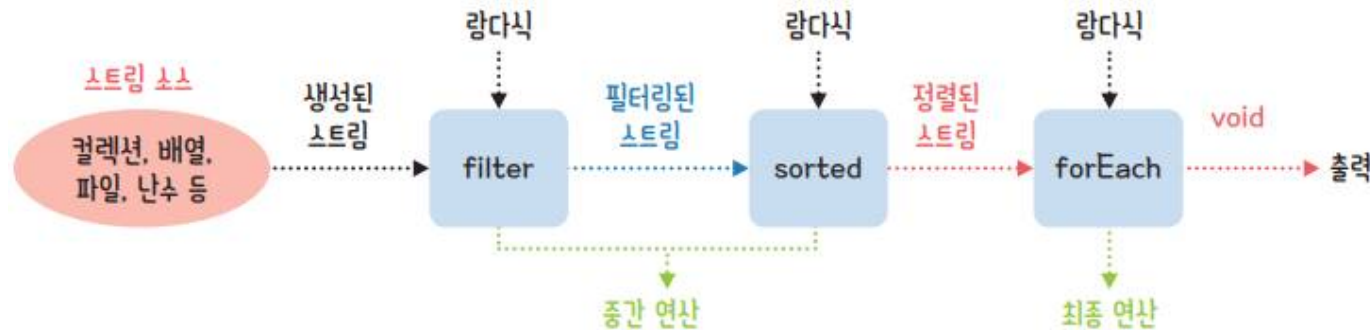 람다식
람다식
람다식
스트림 소스
컬렉션, 배열,
파일, 난수 등
생성된
스트림
filter
필터링된
스트림
sorted
정렬된
스트림
forEach
void
출력
중간 연산
최종 연산